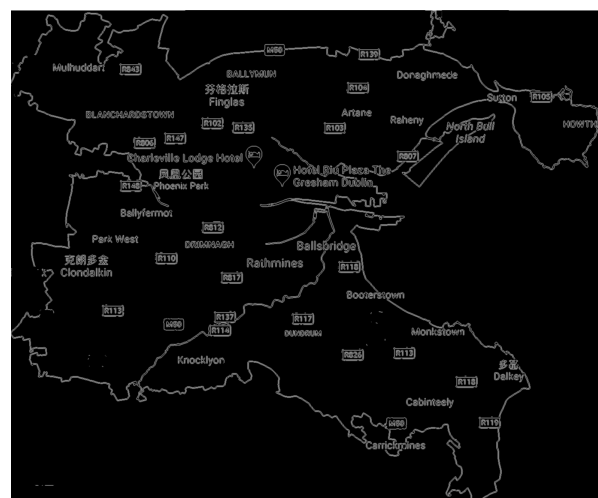 M50
R139
Mulhuddart
R843
BALLYMUN
Donaghmede
芬格拉斯
Finglas
R104
Sutton
R105
BLANCHARDSTOWN
Artane
HOWTH
R102
R135
R103
Raheny
North Bull
Island
R806
R147
Charleville Lodge Hotel
R807
鳳凰公園
Phoenix Park
Hotel Riu Plaza The
Gresham Dublin
R148
Ballyfermot
R812
Park West
DRIMNAGH
Ballsbridge
克朗多金
Clondalkin
R110
Rathmines
R118
R817
Booterstown
R113
M50
R137
R114
R117
DUNDRUM
Monkstown
Knocklyon
R826
R113
多基
Dalkey
R118
Cabinteely
M50
R119
Carrickmines